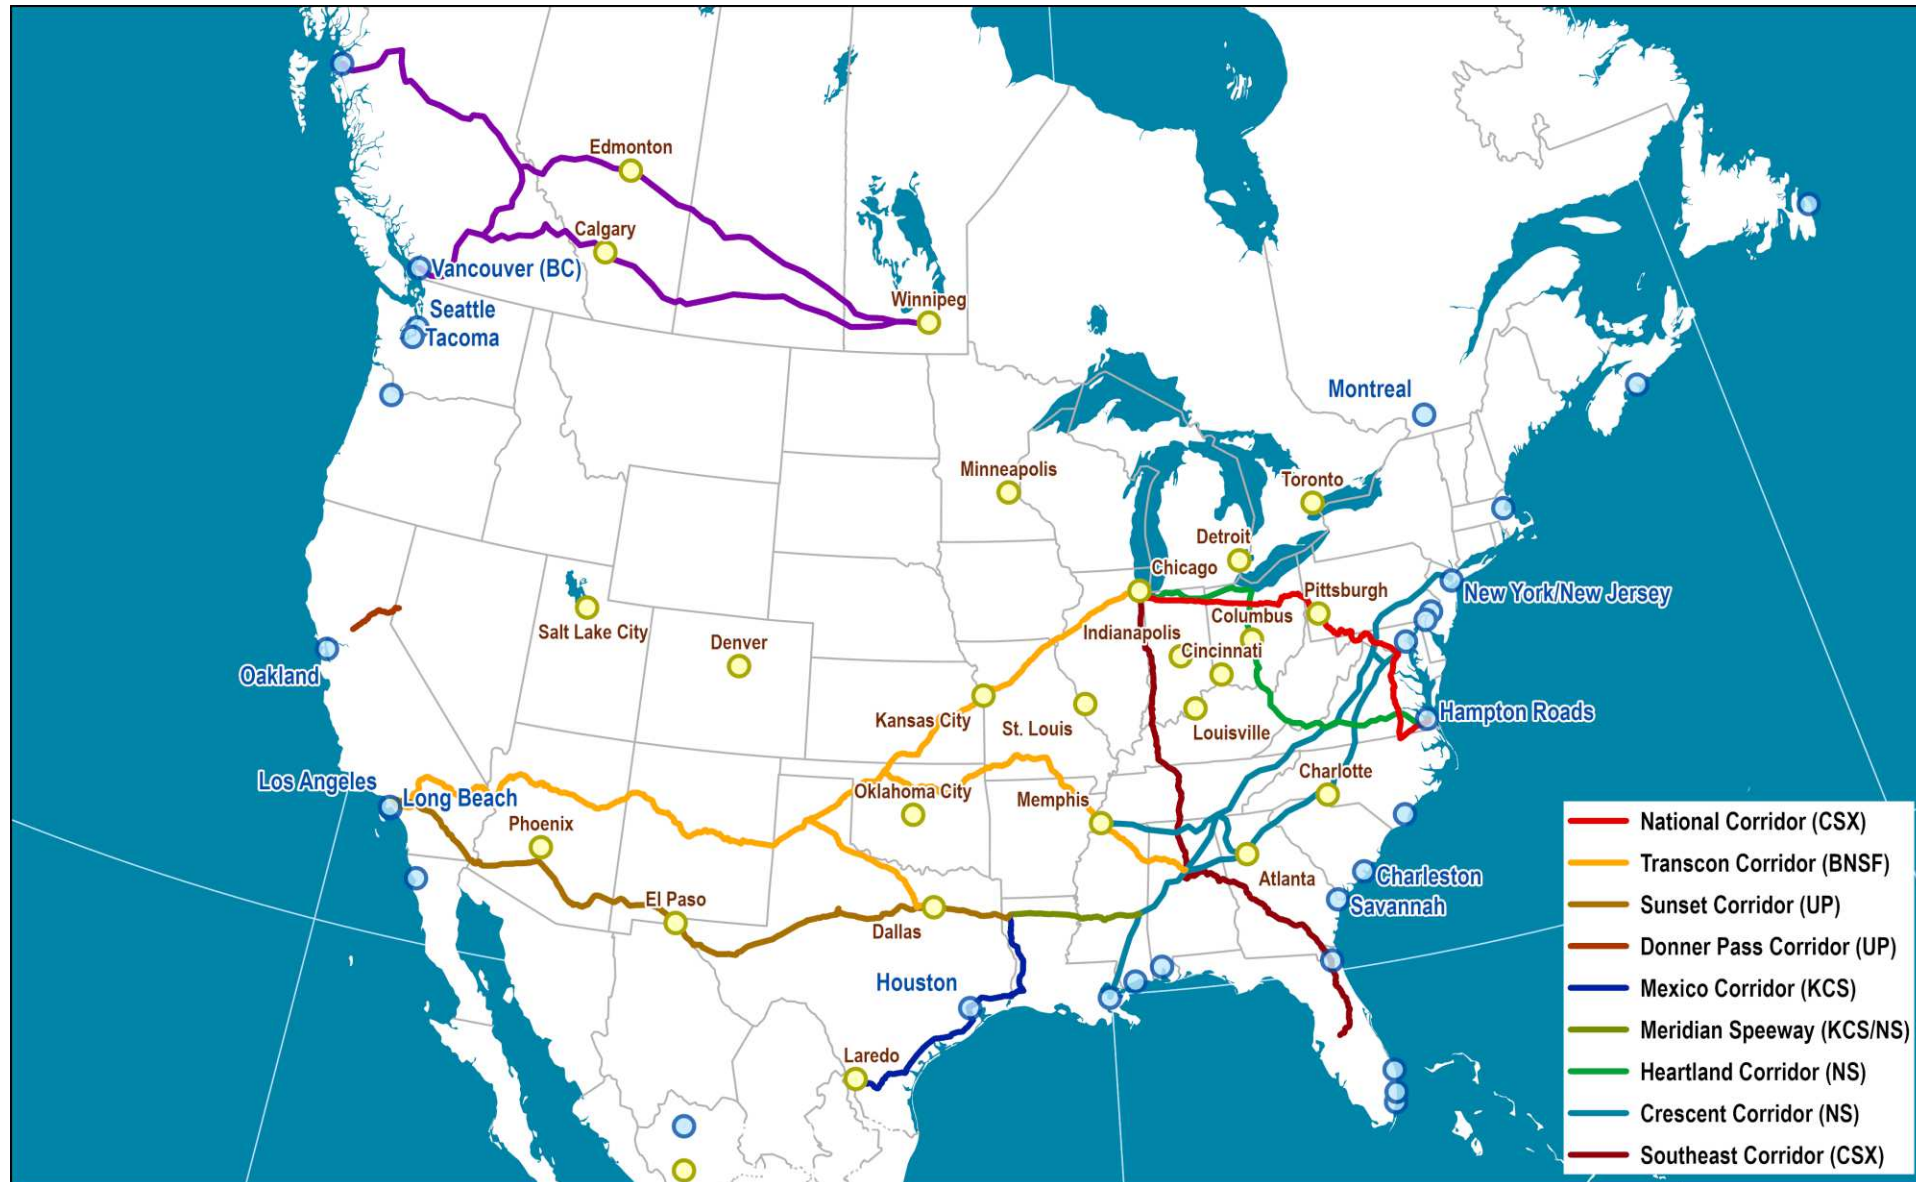 Edmonton
Calgary
Vancouver (BC)
Winnipeg
Seattle
Tacoma
Montreal
Minneapolis
Toronto
Detroit
Chicago
Pittsburgh
New York/New Jersey
Salt Lake City
Denver
Indianapolis
Columbus
Cincinnati
Oakland
Kansas City
St. Louis
Louisville
Hampton Roads
Los Angeles
Long Beach
Phoenix
Oklahoma City
Memphis
Charlotte
El Paso
Dallas
Atlanta
Charleston
Savannah
Houston
Laredo
National Corridor (CSX)
Transcon Corridor (BNSF)
Sunset Corridor (UP)
Donner Pass Corridor (UP)
Mexico Corridor (KCS)
Meridian Speeway (KCS/NS)
Heartland Corridor (NS)
Crescent Corridor (NS)
Southeast Corridor (CSX)